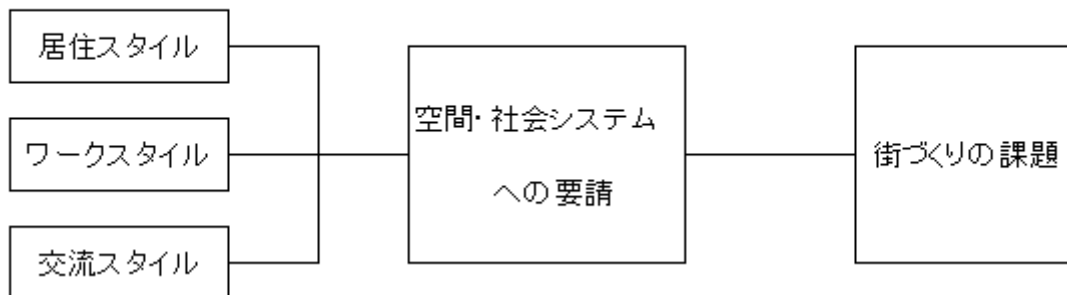 居住スタイル
ワークスタイル
交流スタイル
空間・社会システム
への要請
街づくりの課題